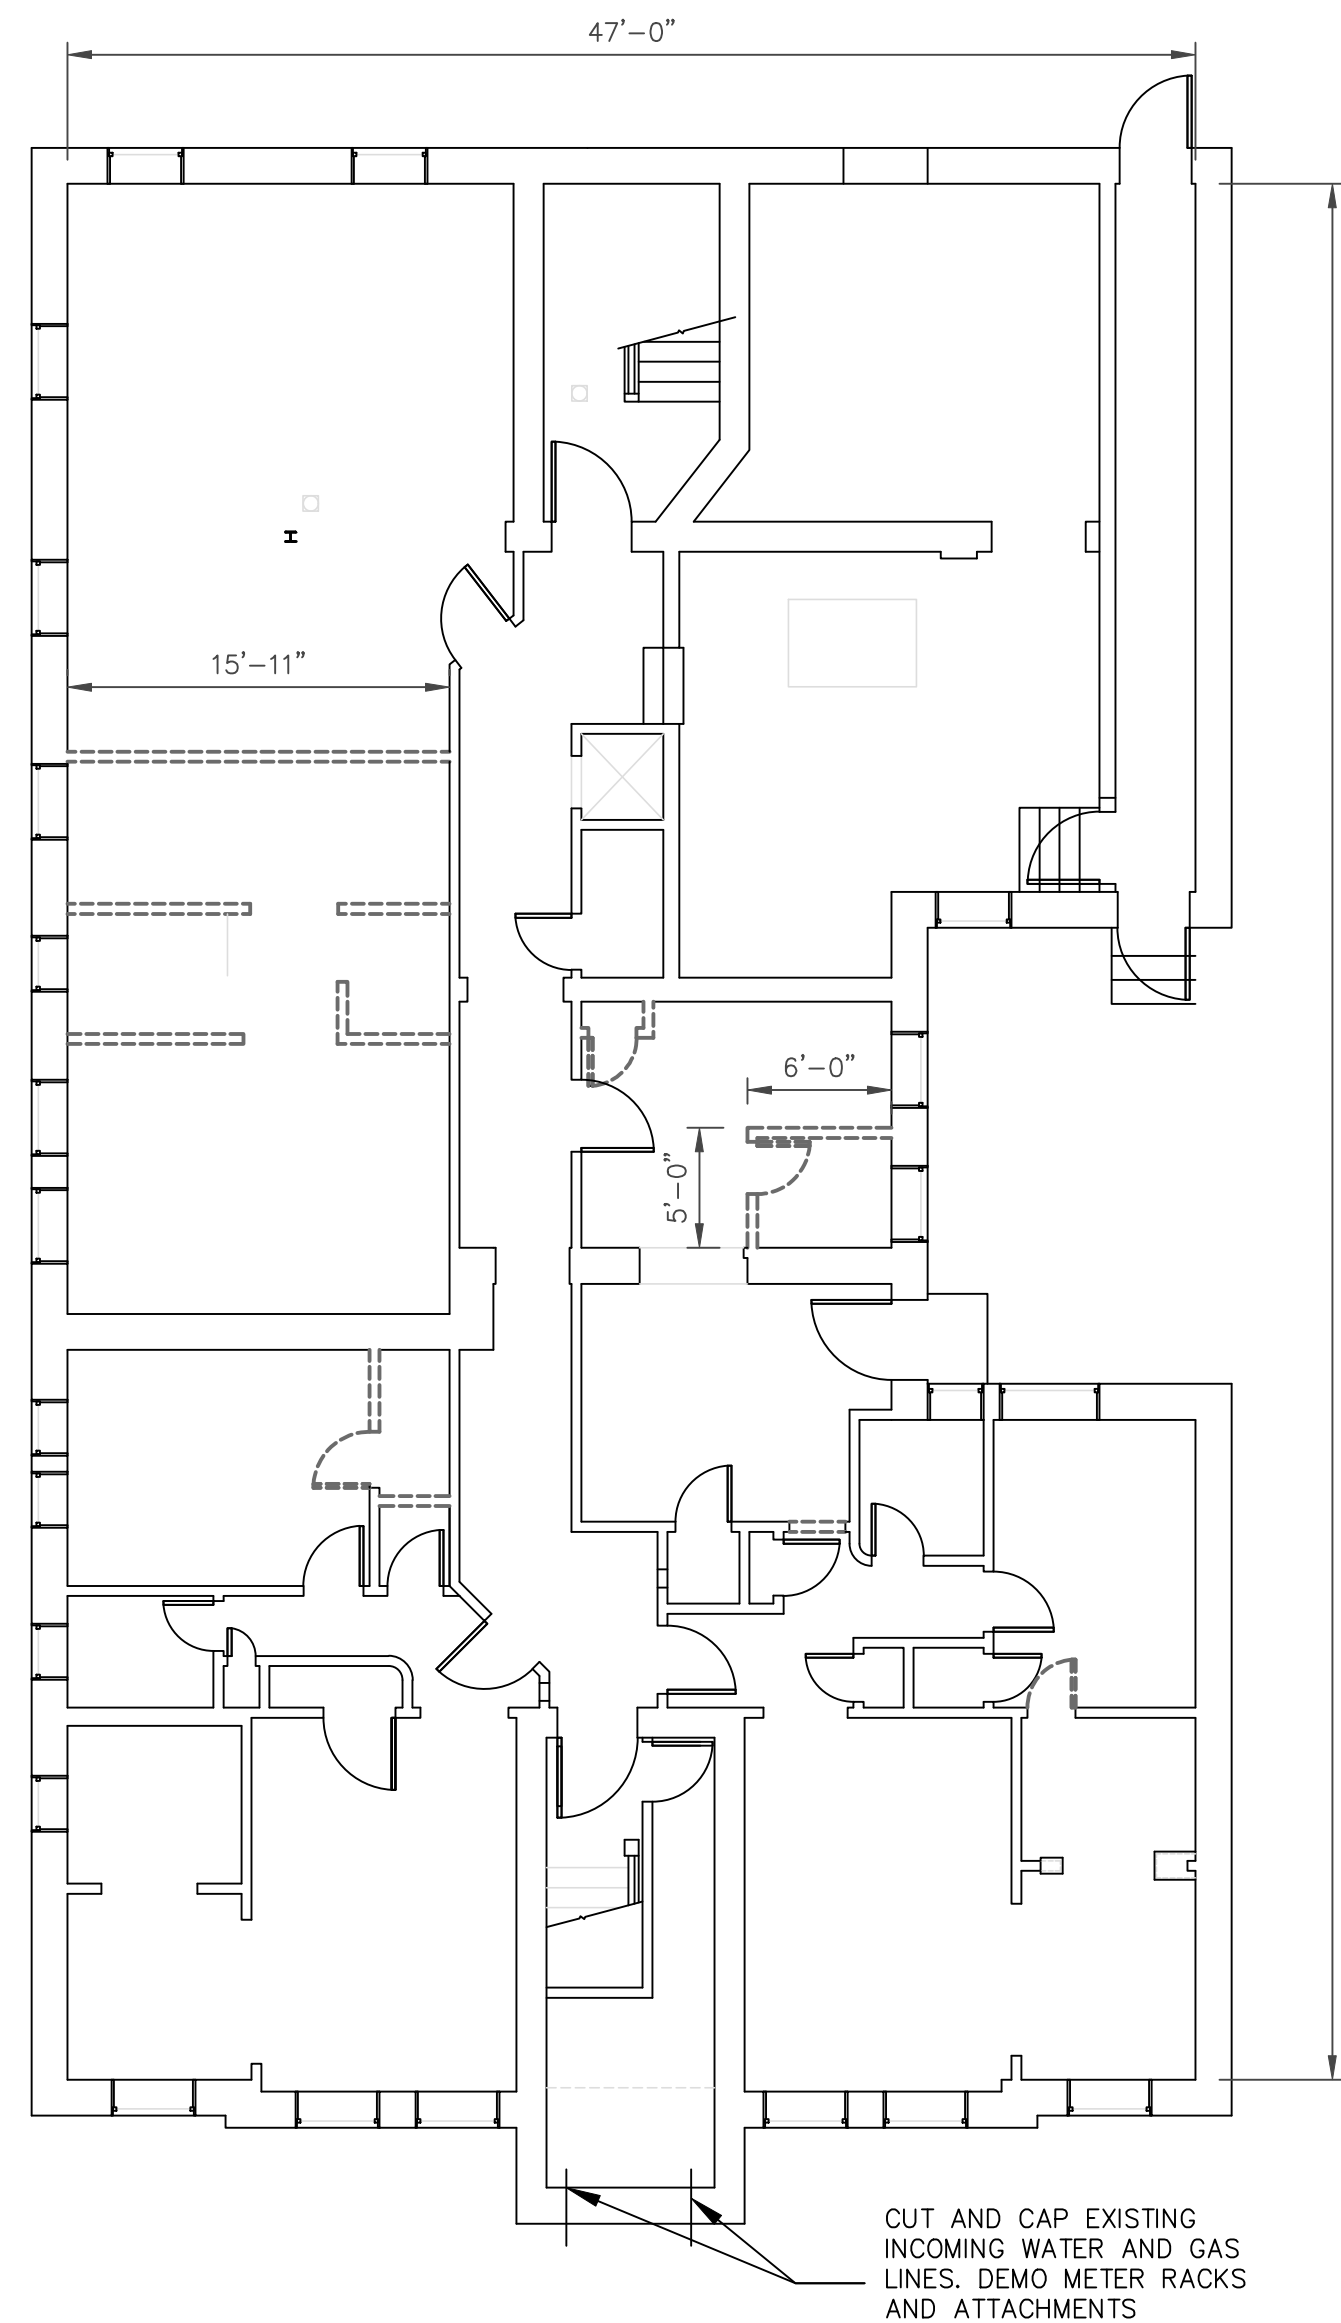 47'-0"
15'-11"
6'-0"
5'-0"
CUT AND CAP EXISTING
INCOMING WATER AND GAS
LINES. DEMO METER RACKS
AND ATTACHMENTS